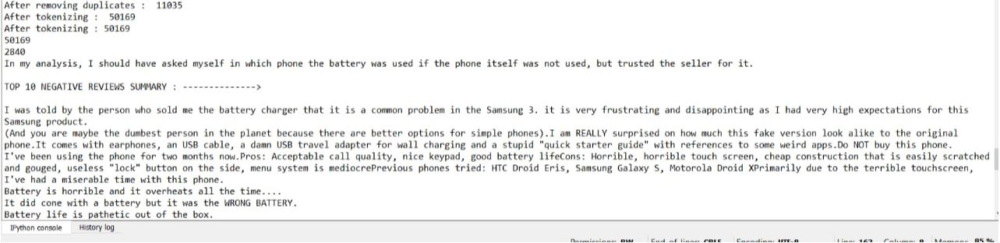 After removing duplicates :  11035
After tokenizing :  50169
After tokenizing : 50169
50169
2840
In my analysis, I should have asked myself in which phone the battery was used if the phone itself was not used, but trusted the seller for it.
TOP 10 NEGATIVE REVIEWS SUMMARY : -------------->
I was told by the person who sold me the battery charger that it is a common problem in the Samsung 3. it is very frustrating and disappointing as I had very high expectations for this
Samsung product.
(And you are maybe the dumbest person in the planet because there are better options for simple phones).I am REALLY surprised on how much this fake version look alike to the original
phone.It comes with earphones, an USB cable, a damn USB travel adapter for wall charging and a stupid "quick starter guide" with references to some weird apps.Do NOT buy this phone.
I've been using the phone for two months now.Pros: Acceptable call quality, nice keypad, good battery lifeCons: Horrible, horrible touch screen, cheap construction that is easily scratched
and gouged, useless "lock" button on the side, menu system is mediocrePrevious phones tried: HTC Droid Eris, Samsung Galaxy S, Motorola Droid XPrimarily due to the terrible touchscreen,
I've had a miserable time with this phone.
Battery is horrible and it overheats all the time....
It did cone with a battery but it was the WRONG BATTERY.
Battery life is pathetic out of the box.
IPython console History log
Permissions: RW End of lines: CRLF Encoding: UTF-8 Line: 162 Column: 9 Memory: 85 %